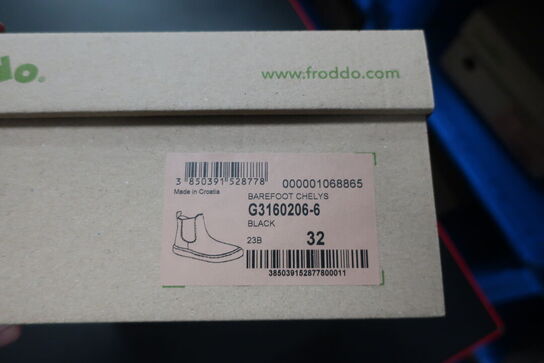 do.
www.froddo.com
3 850391 528778
000001068865
Made in Croatia
BAREFOOT CHELYS
G3160206-6
BLACK
23B
32
385039152877800011